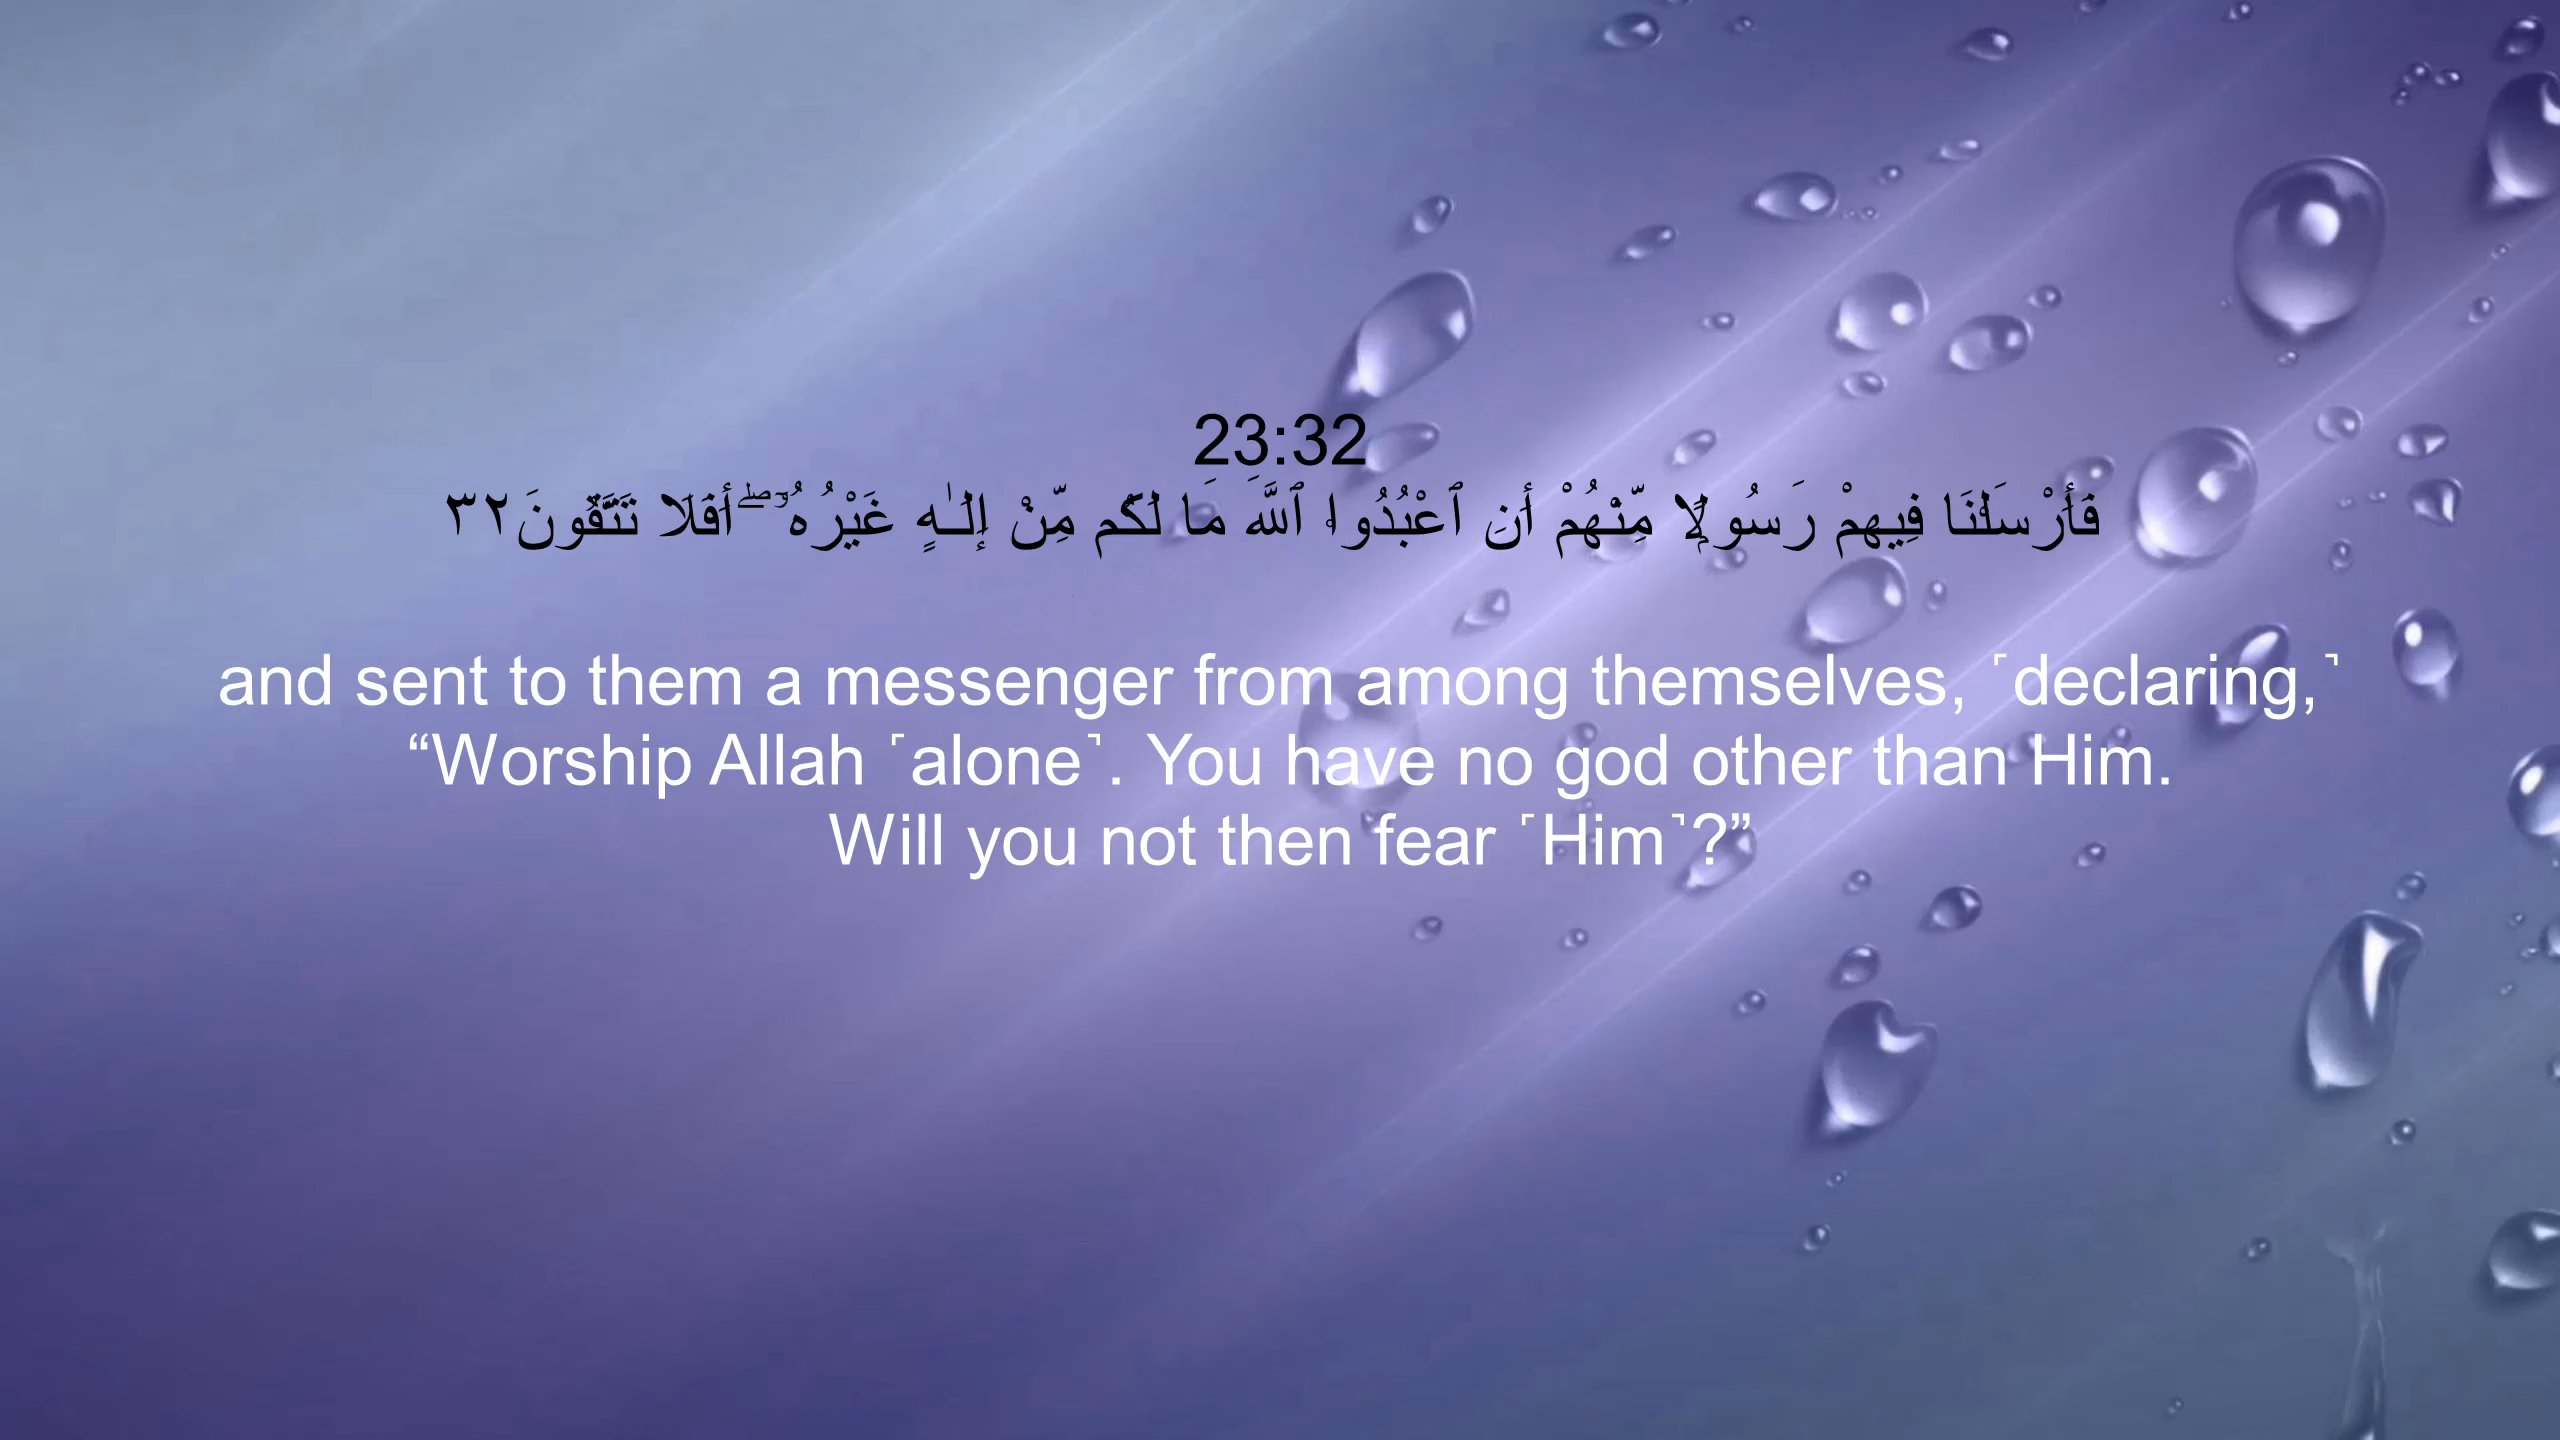 23:32
فَأَرْسَلْنَا فِيهِمْ رَسُولًۭا مِّنْهُمْ أَنِ ٱعْبُدُوا۟ ٱللَّهَ مَا لَكُم مِّنْ إِلَـٰهٍ غَيْرُهُۥٓ ۖ أَفَلَا تَتَّقُونَ ٣٢
and sent to them a messenger from among themselves, ˹declaring,˺
“Worship Allah ˹alone˺. You have no god other than Him.
Will you not then fear ˹Him˺?”